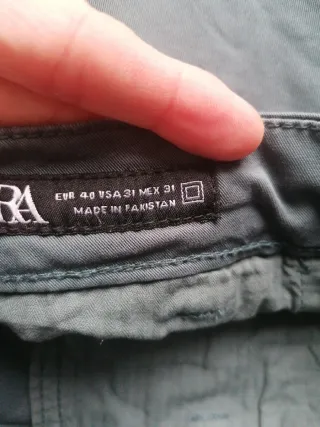 RA
EUR 40 USA 31 MEX 31
MADE IN PAKISTAN